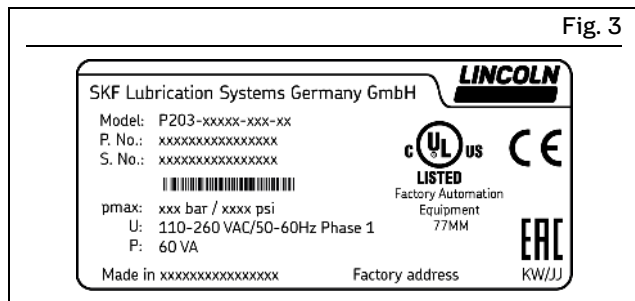 Fig. 3
LINCOLN
SKF Lubrication Systems Germany GmbH
Model: P203-xxxxx-xxx-xx
P. No.: xxxxxxxxxxxxxxxx
S. No.: xxxxxxxxxxxxxxxx
C UL US
LISTED
CE
Factory Automation
Equipment
77MM
pmax: xxx bar / xxxx psi
U: 110-260 VAC/50-60Hz Phase 1
P: 60 VA
EAC
Made in xxxxxxxxxxxxxxxx
Factory address
KW/JJ